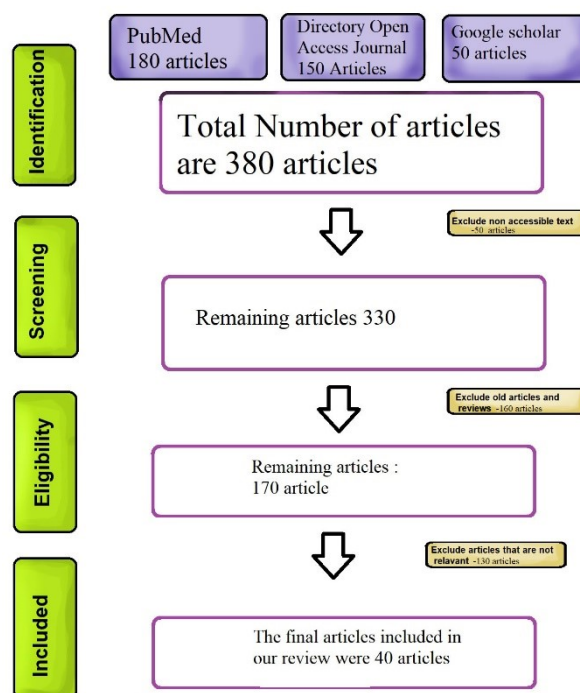 PubMed
180 articles
Directory Open
Access Journal
150 Articles
Google scholar
50 articles
Identification
Total Number of articles
are 380 articles
Exclude non accessible text
-50 articles
Screening
Remaining articles 330
Exclude old articles and
reviews -160 articles
Eligibility
Remaining articles :
170 article
Exclude articles that are not
relavant -130 articles
Included
The final articles included in
our review were 40 articles